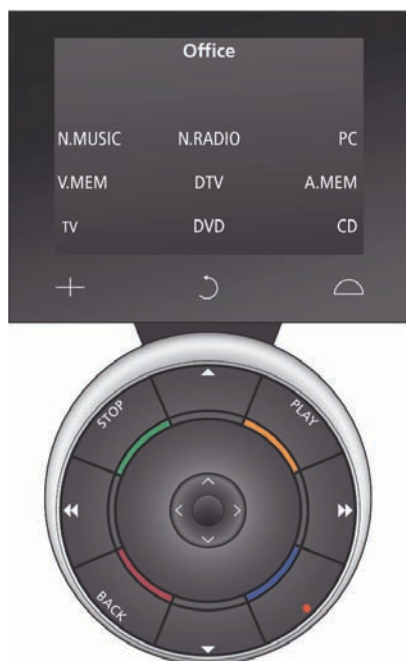 Office
N.MUSIC N.RADIO PC
V.MEM DTV A.MEM
TV DVD CD
STOP PLAY
BACK